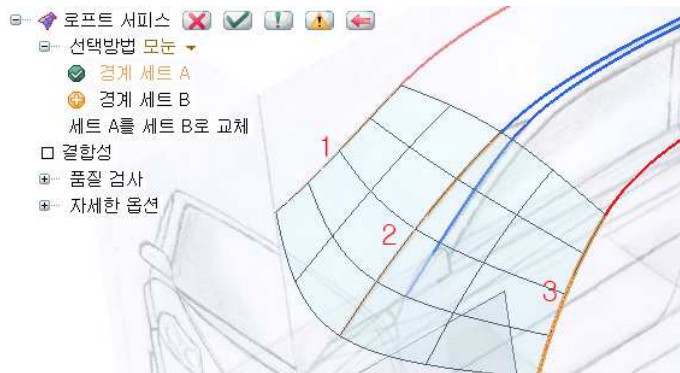 로프트 서피스
선택방법 모눈
경계 세트 A
경계 세트 B
세트 A를 세트 B로 교체
결합성
품질 검사
자세한 옵션
1
2
3